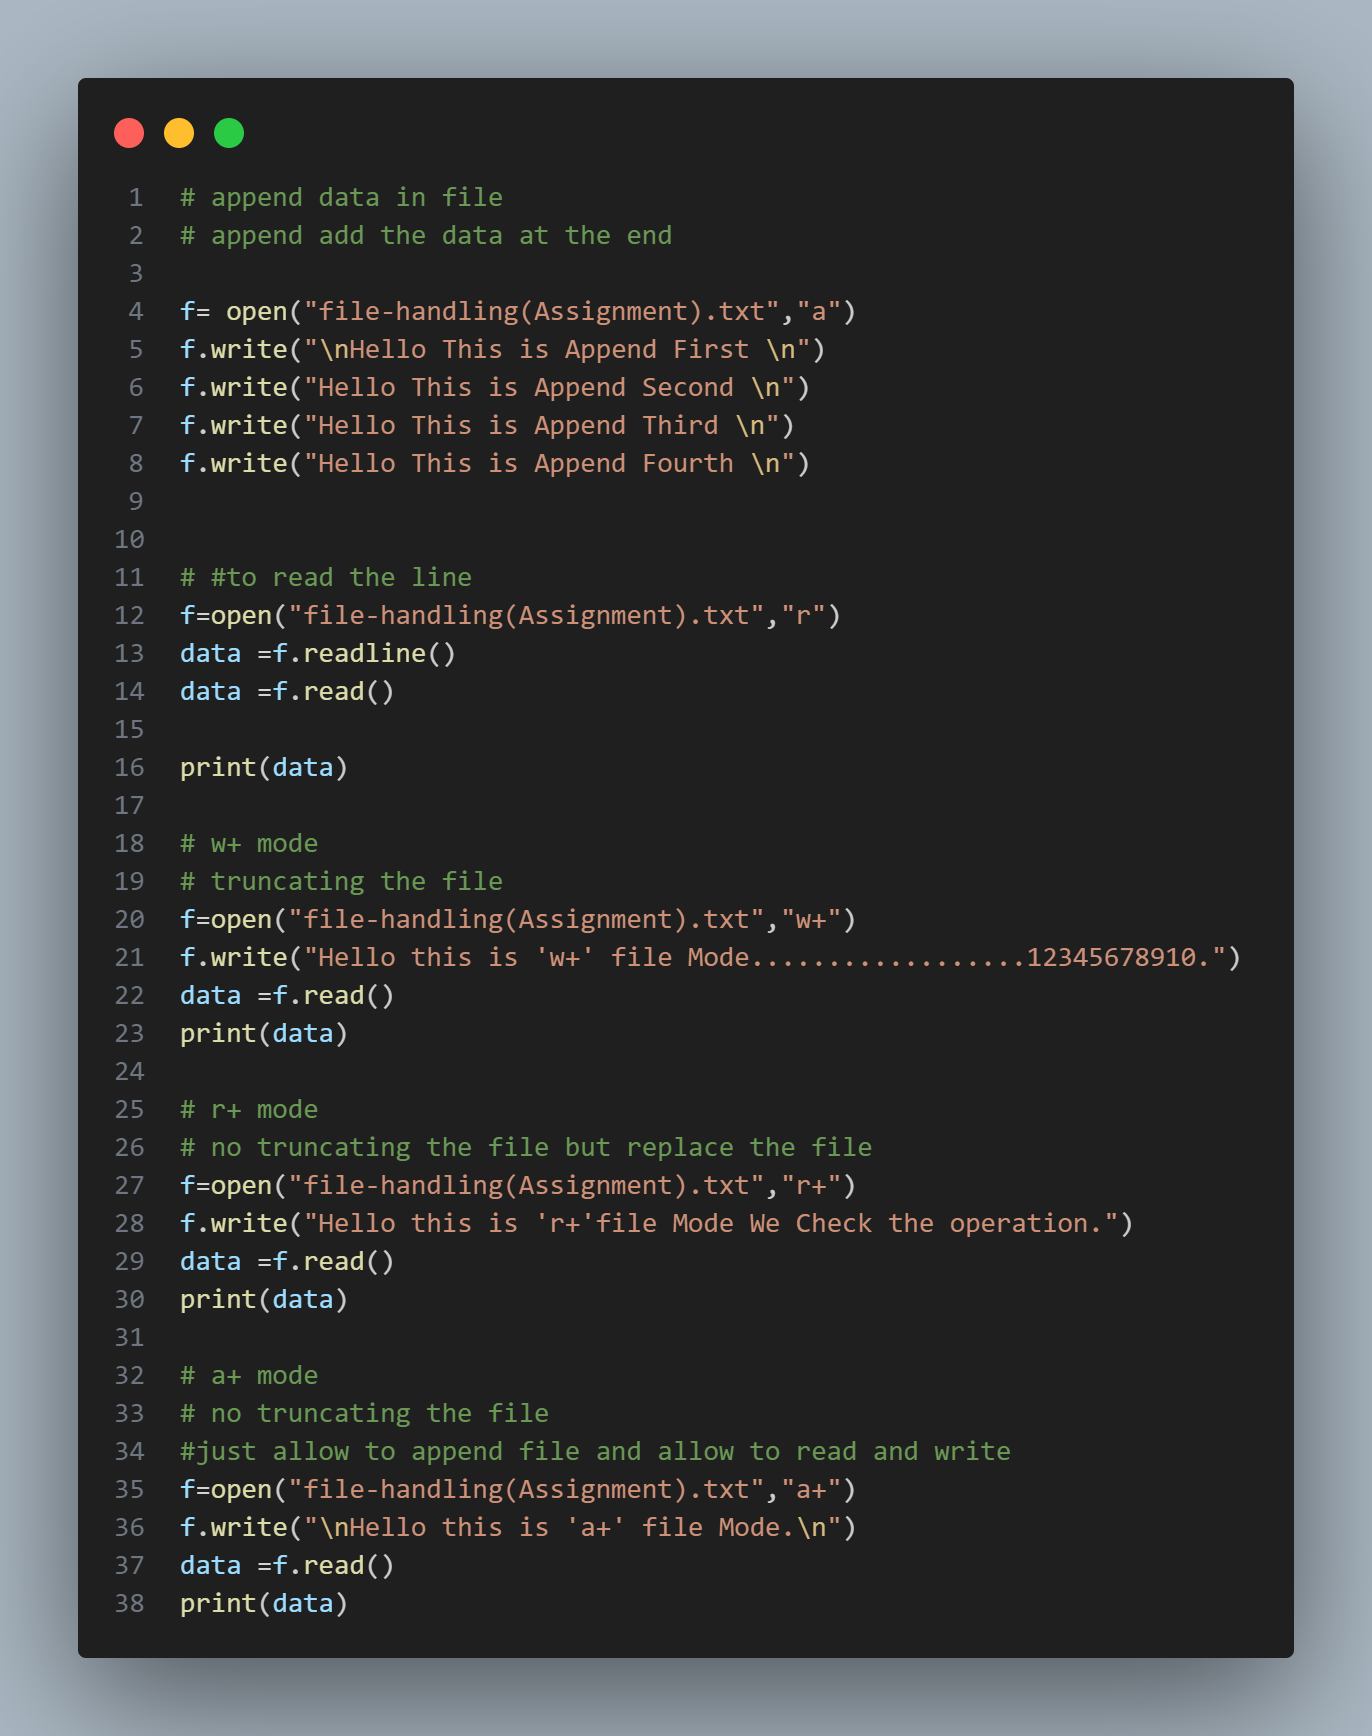 1 # append data in file
2 # append add the data at the end
3
4 f= open("file-handling(Assignment).txt","a")
5 f.write("\nHello This is Append First \n")
6 f.write("Hello This is Append Second \n")
7 f.write("Hello This is Append Third \n")
8 f.write("Hello This is Append Fourth \n")
9
10
11 # #to read the line
12 f=open("file-handling(Assignment).txt","r")
13 data =f.readline()
14 data =f.read()
15
16 print(data)
17
18 # w+ mode
19 # truncating the file
20 f=open("file-handling(Assignment).txt","w+")
21 f.write("Hello this is 'w+' file Mode..................12345678910.")
22 data =f.read()
23 print(data)
24
25 # r+ mode
26 # no truncating the file but replace the file
27 f=open("file-handling(Assignment).txt","r+")
28 f.write("Hello this is 'r+'file Mode We Check the operation.")
29 data =f.read()
30 print(data)
31
32 # a+ mode
33 # no truncating the file
34 #just allow to append file and allow to read and write
35 f=open("file-handling(Assignment).txt","a+")
36 f.write("\nHello this is 'a+' file Mode.\n")
37 data =f.read()
38 print(data)